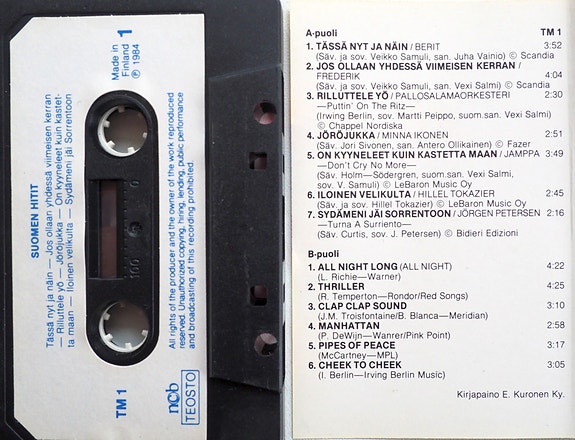 SUOMEN HITIT
Tässä nyt ja näin — Jos ollaan yhdessä viimeisen kerran
— Rilluttele yö — Jöröjukka — On kyyneleet kuin kastet-
ta maan — Iloinen velikulta — Sydämeni jäi Sorrentoon
Made in
Finland
℗ 1984
1
100
50
0
TM 1
ncb
TEOSTO
All rights of the producer and the owner of the work reproduced
reserved. Unauthorized copying, hiring, lending, public performance
and broadcasting of this recording prohibited.
A-puoli TM 1
1. TÄSSÄ NYT JA NÄIN / BERIT 3:52
(Säv. ja sov. Veikko Samuli, san. Juha Vainio) © Scandia
2. JOS OLLAAN YHDESSÄ VIIMEISEN KERRAN /
FREDERIK 4:04
(Säv. ja sov. Veikko Samuli, san. Vexi Salmi) © Scandia
3. RILLUTTELE YÖ / PALLOSALAMAORKESTERI 2:30
—Puttin' On The Ritz—
(Irwing Berlin, sov. Martti Peippo, suom.san. Vexi Salmi)
© Chappel Nordiska
4. JÖRÖJUKKA / MINNA IKONEN 2:51
(Säv. Jori Sivonen, san. Antero Ollikainen) © Fazer
5. ON KYYNELEET KUIN KASTETTA MAAN / JAMPPA 3:49
—Don't Cry No More—
(Säv. Holm—Södergren, suom.san. Vexi Salmi,
sov. V. Samuli) © LeBaron Music Oy
6. ILOINEN VELIKULTA / HILLEL TOKAZIER 2:45
(Säv. ja sov. Hillel Tokazier) © LeBaron Music Oy
7. SYDÄMENI JÄI SORRENTOON / JÖRGEN PETERSEN 2:16
—Turna A Surriento—
(Säv. Curtis, sov. J. Petersen) © Bidieri Edizioni
B-puoli
1. ALL NIGHT LONG (ALL NIGHT) 4:22
(L. Richie—Warner)
2. THRILLER 4:25
(R. Temperton—Rondor/Red Songs)
3. CLAP CLAP SOUND 3:10
(J.M. Troisfontaine/B. Blanca—Meridian)
4. MANHATTAN 2:58
(P. DeWijn—Wanrer/Pink Point)
5. PIPES OF PEACE 3:17
(McCartney—MPL)
6. CHEEK TO CHEEK 3:05
(I. Berlin—Irving Berlin Music)
Kirjapaino E. Kuronen Ky.